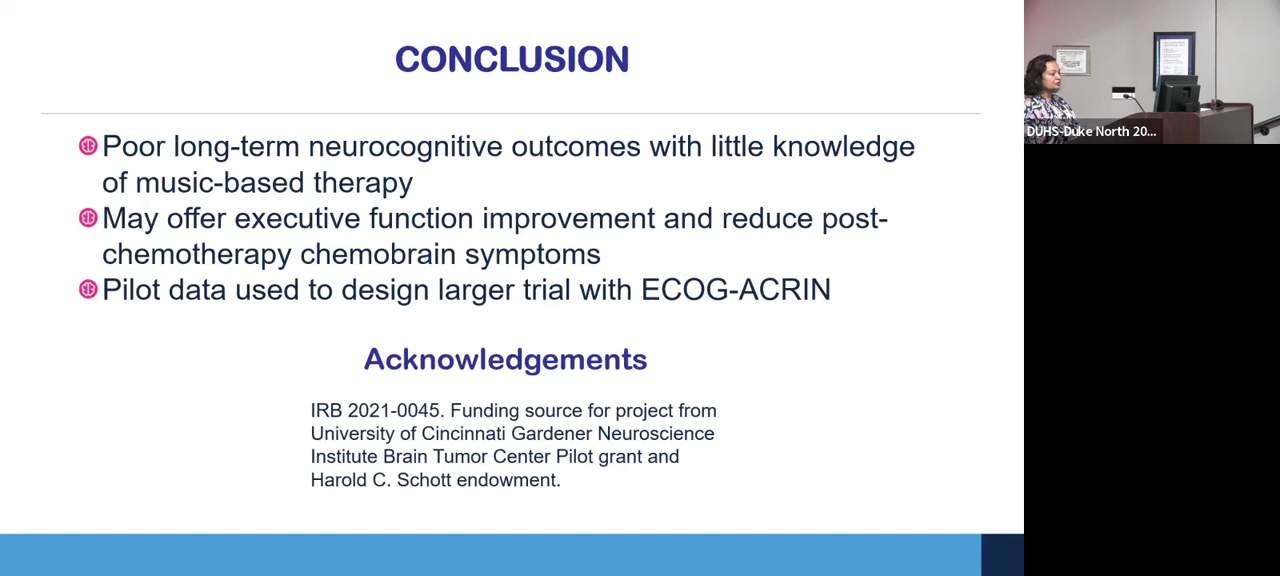 CONCLUSION
Poor long-term neurocognitive outcomes with little knowledge
of music-based therapy
May offer executive function improvement and reduce post-
chemotherapy chemobrain symptoms
Pilot data used to design larger trial with ECOG-ACRIN
Acknowledgements
IRB 2021-0045. Funding source for project from
University of Cincinnati Gardener Neuroscience
Institute Brain Tumor Center Pilot grant and
Harold C. Schott endowment.
DUHS-Duke North 20...